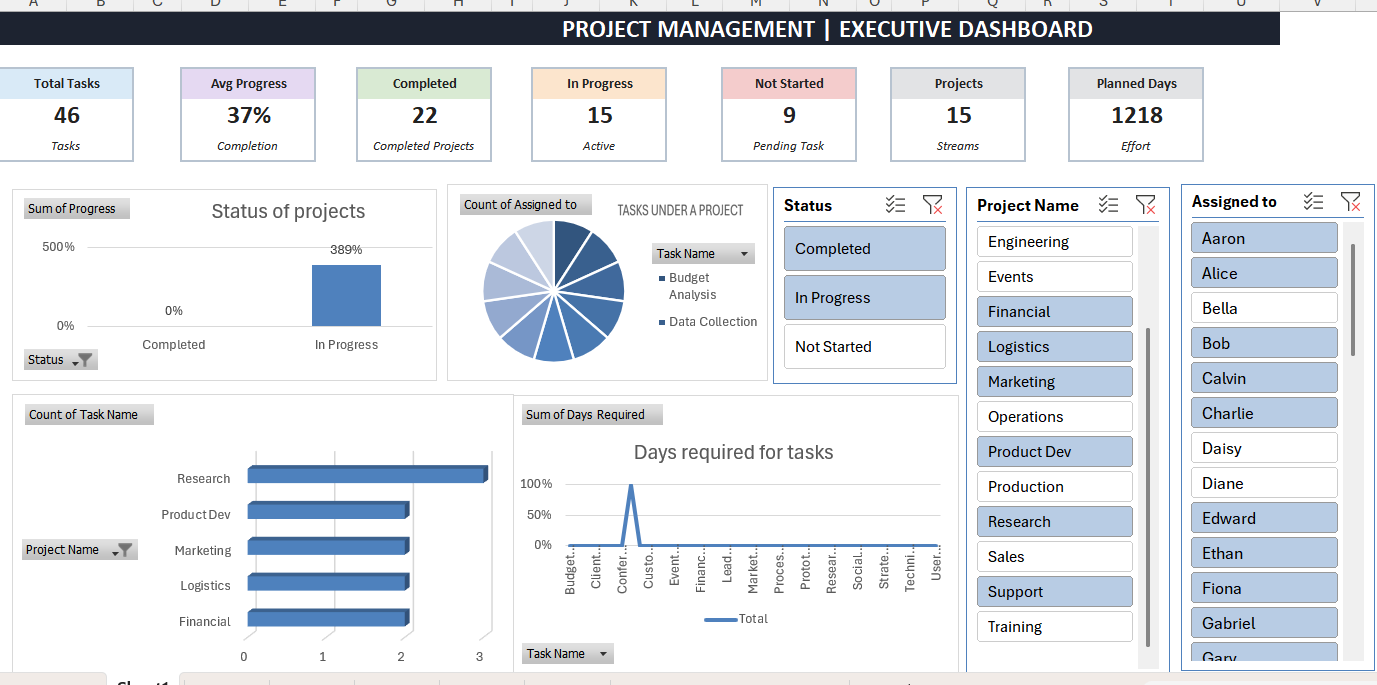 A B C D E F G H I J K L M N O P Q R S T U V
PROJECT MANAGEMENT | EXECUTIVE DASHBOARD
Total Tasks
46
Tasks
Avg Progress
37%
Completion
Completed
22
Completed Projects
In Progress
15
Active
Not Started
9
Pending Task
Projects
15
Streams
Planned Days
1218
Effort
Sum of Progress
Status of projects
500%
389%
0%
0%
Completed
In Progress
Status
Count of Assigned to
TASKS UNDER A PROJECT
Task Name
Budget
Analysis
Data Collection
Status
Completed
In Progress
Not Started
Project Name
Engineering
Events
Financial
Logistics
Marketing
Operations
Product Dev
Production
Research
Sales
Support
Training
Assigned to
Aaron
Alice
Bella
Bob
Calvin
Charlie
Daisy
Diane
Edward
Ethan
Fiona
Gabriel
Gary
Count of Task Name
Research
Product Dev
Marketing
Logistics
Financial
0 1 2 3
Project Name
Sum of Days Required
Days required for tasks
100%
50%
0%
Budget...
Client...
Confer...
Custo...
Event...
Financ...
Lead...
Market...
Proces...
Protot...
Resear...
Social...
Strate...
Techni...
User...
Total
Task Name
Sheet1